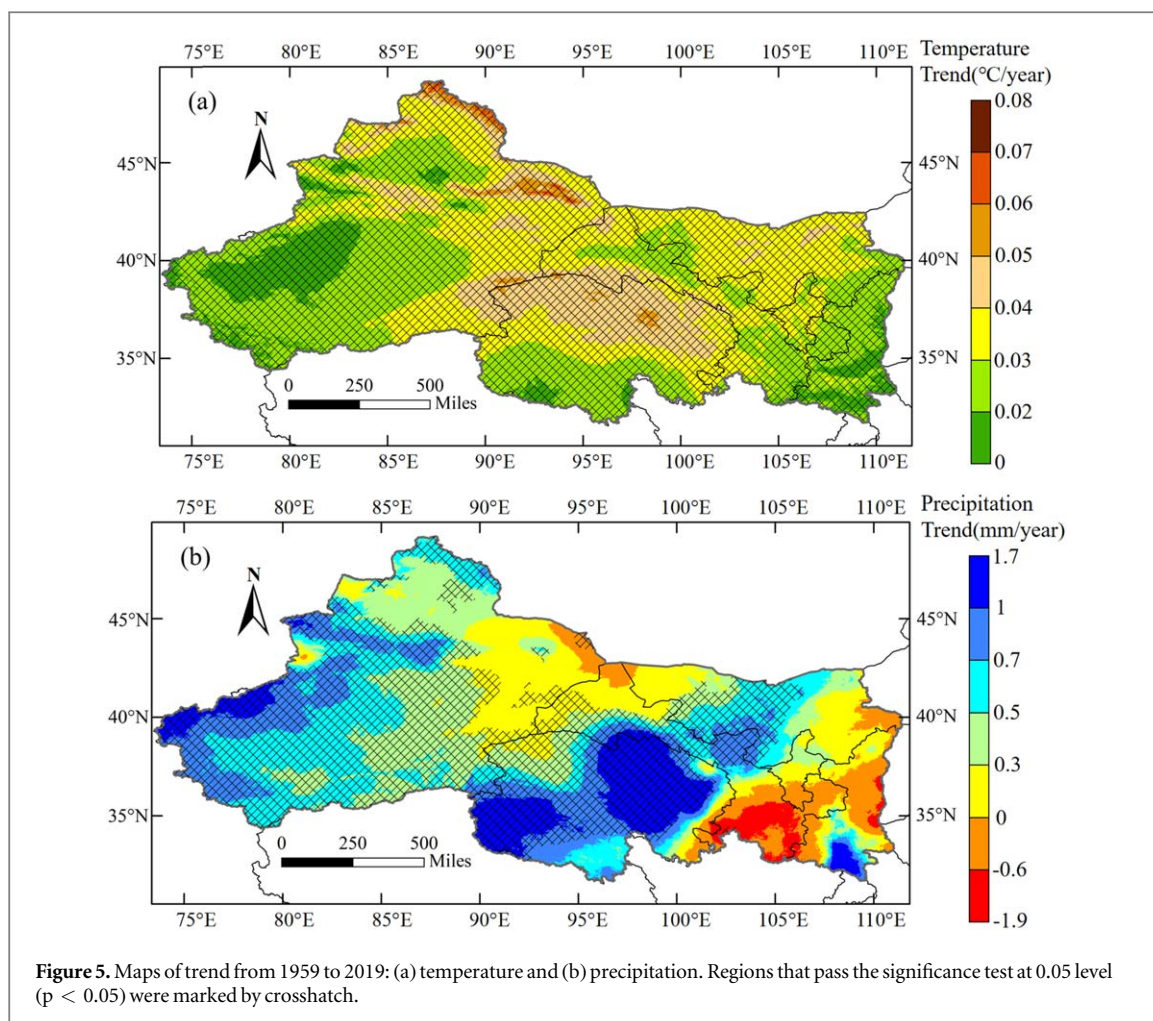 75°E 80°E 85°E 90°E 95°E 100°E 105°E 110°E
Temperature
Trend(°C/year)
(a)
N
45°N 45°N
40°N 40°N
35°N 35°N
0 250 500
Miles
75°E 80°E 85°E 90°E 95°E 100°E 105°E 110°E
0.08
0.07
0.06
0.05
0.04
0.03
0.02
0
75°E 80°E 85°E 90°E 95°E 100°E 105°E 110°E
Precipitation
Trend(mm/year)
(b)
N
45°N 45°N
40°N 40°N
35°N 35°N
0 250 500
Miles
75°E 80°E 85°E 90°E 95°E 100°E 105°E 110°E
1.7
1
0.7
0.5
0.3
0
-0.6
-1.9
Figure 5. Maps of trend from 1959 to 2019: (a) temperature and (b) precipitation. Regions that pass the significance test at 0.05 level
(p < 0.05) were marked by crosshatch.